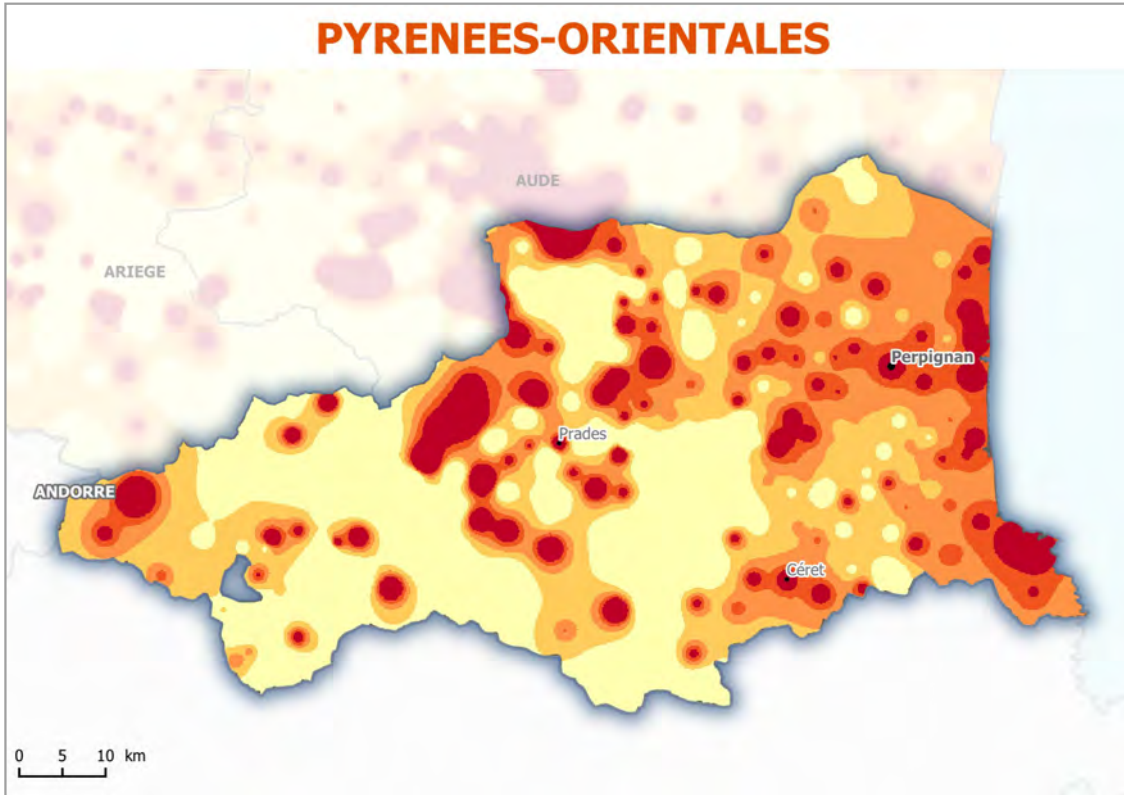 PYRENEES-ORIENTALES
AUDE
ARIEGE
Perpignan
Prades
ANDORRE
Céret
0 5 10 km